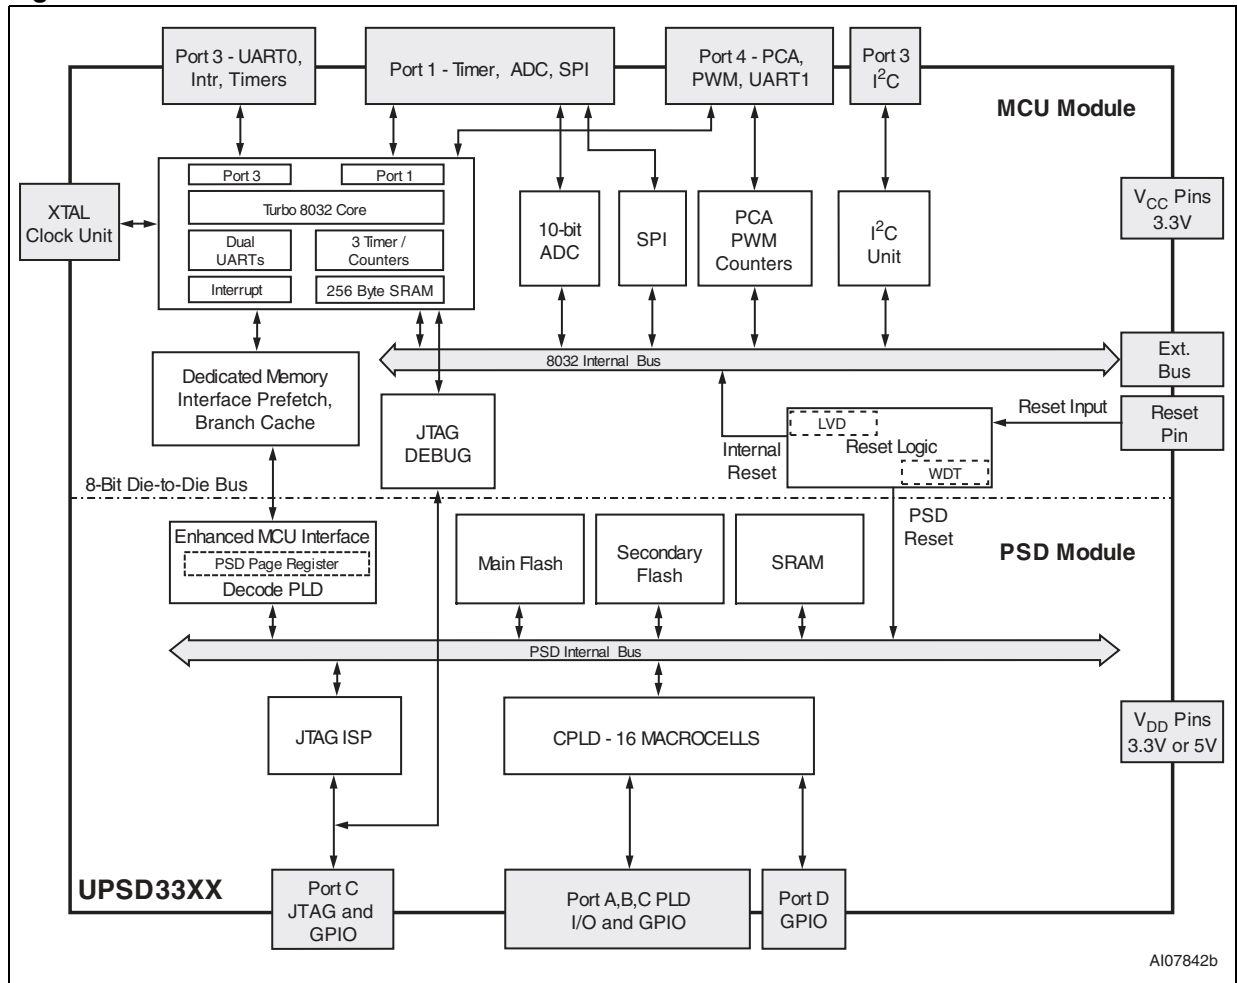 Port 3 - UART0,
Intr, Timers
Port 1 - Timer, ADC, SPI
Port 4 - PCA,
PWM, UART1
Port 3
I2C
MCU Module
XTAL
Clock Unit
Port 3
Port 1
Turbo 8032 Core
Dual
UARTs
3 Timer /
Counters
Interrupt
256 Byte SRAM
10-bit
ADC
SPI
PCA
PWM
Counters
I2C
Unit
VCC Pins
3.3V
8032 Internal Bus
Ext.
Bus
Dedicated Memory
Interface Prefetch,
Branch Cache
JTAG
DEBUG
Internal
Reset
LVD
Reset Logic
WDT
Reset Input
Reset
Pin
8-Bit Die-to-Die Bus
PSD
Reset
PSD Module
Enhanced MCU Interface
PSD Page Register
Decode PLD
Main Flash
Secondary
Flash
SRAM
PSD Internal Bus
JTAG ISP
CPLD - 16 MACROCELLS
VDD Pins
3.3V or 5V
UPSD33XX
Port C
JTAG and
GPIO
Port A,B,C PLD
I/O and GPIO
Port D
GPIO
AI07842b